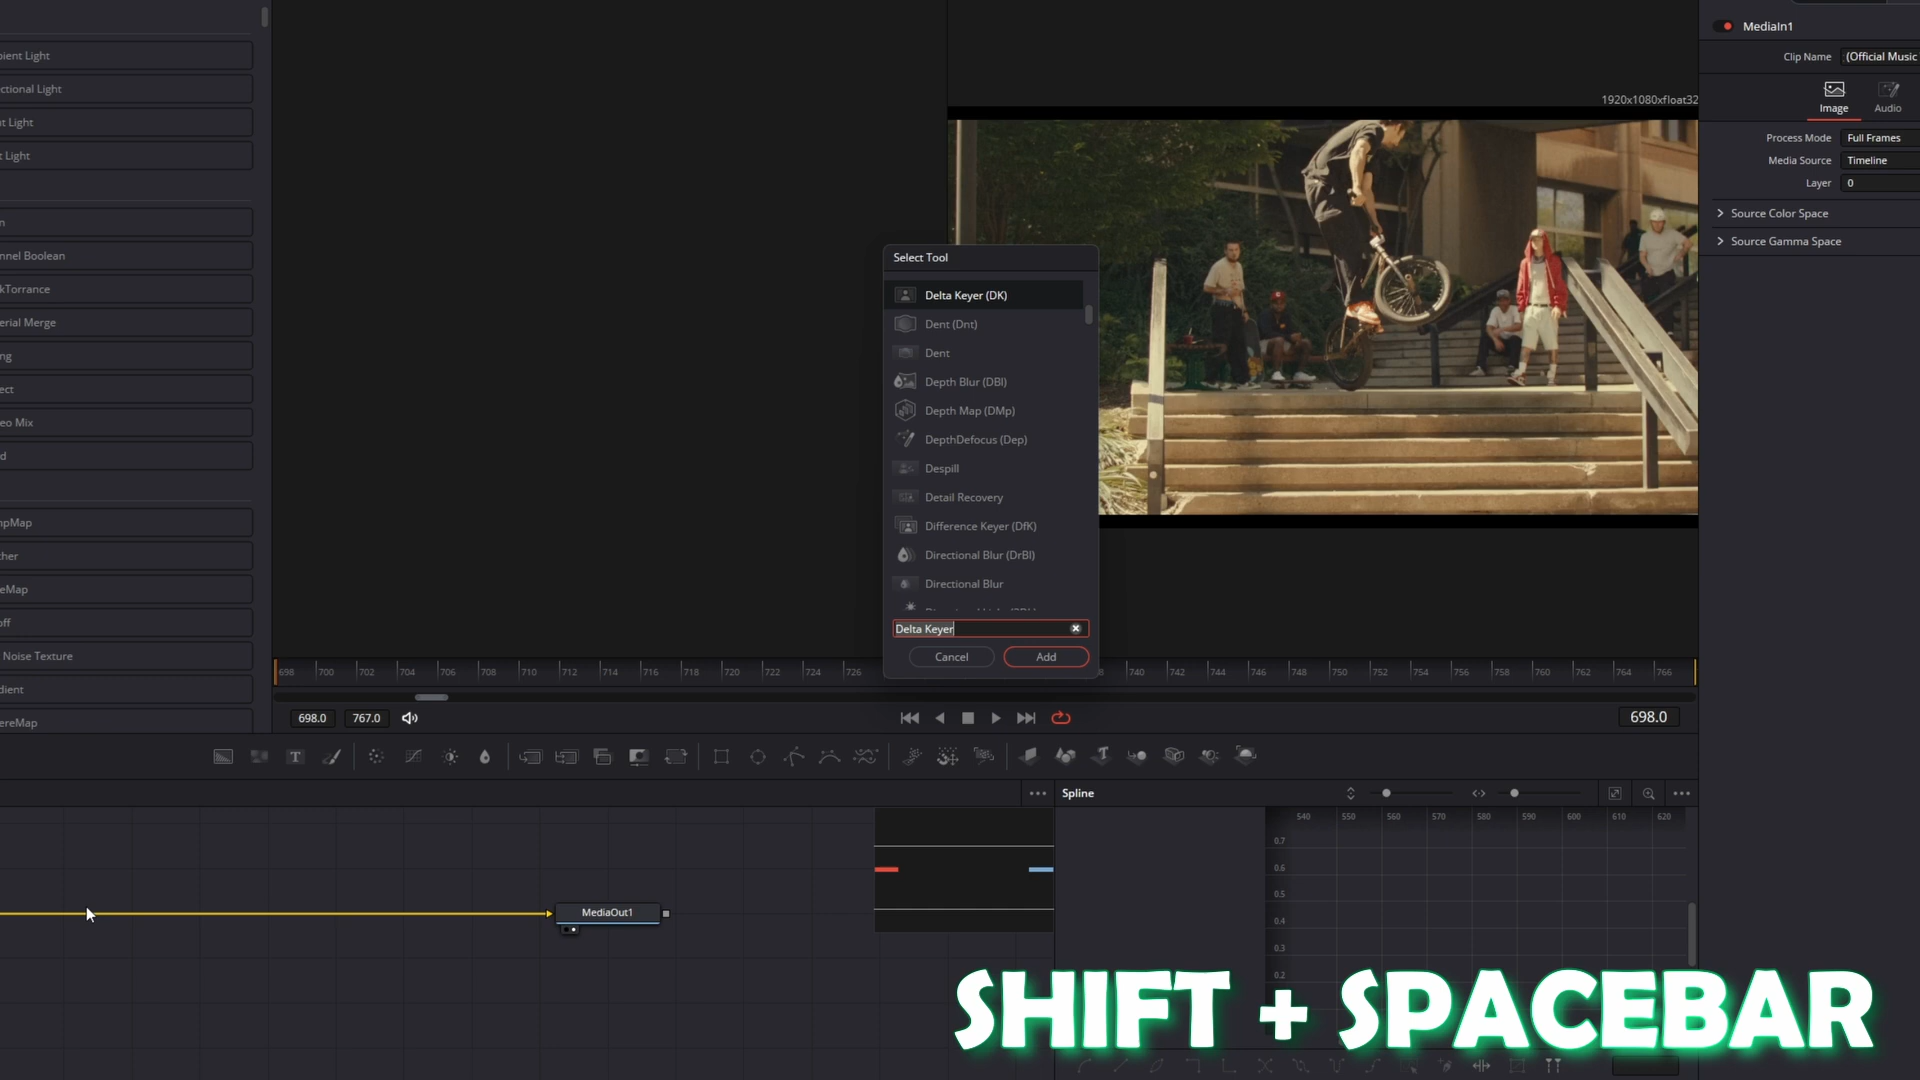 MediaIn1
Clip Name
(Official Music
Image
Audio
Process Mode
Full Frames
Media Source
Timeline
Layer
0
Source Color Space
Source Gamma Space
bient Light
ctional Light
t Light
t Light
n
nnel Boolean
kTorrance
erial Merge
ng
ect
eo Mix
d
npMap
her
eMap
off
Noise Texture
dient
ereMap
1920x1080xfloat32
Select Tool
Delta Keyer (DK)
Dent (Dnt)
Dent
Depth Blur (DBl)
Depth Map (DMp)
DepthDefocus (Dep)
Despill
Detail Recovery
Difference Keyer (DfK)
Directional Blur (DrBl)
Directional Blur
Delta Keyer
Cancel
Add
698 700 702 704 706 708 710 712 714 716 718 720 722 724 726
740 742 744 746 748 750 752 754 756 758 760 762 764 766
698.0
767.0
698.0
Spline
MediaOut1
540 550 560 570 580 590 600 610 620
0.7
0.6
0.5
0.4
0.3
0.2
SHIFT + SPACEBAR